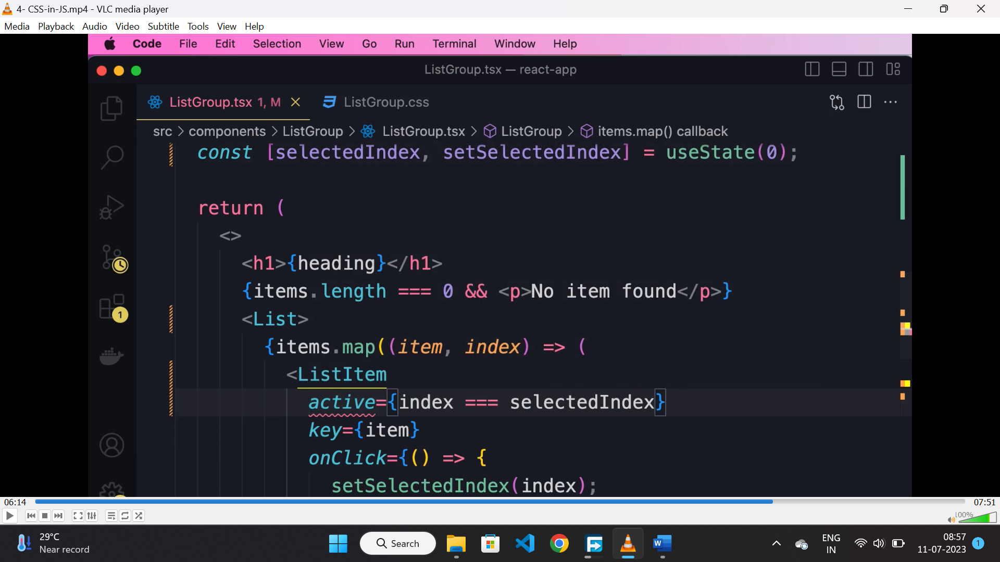 4- CSS-in-JS.mp4 - VLC media player
Media Playback Audio Video Subtitle Tools View Help
Code File Edit Selection View Go Run Terminal Window Help
ListGroup.tsx — react-app
ListGroup.tsx 1, M ListGroup.css
src > components > ListGroup > ListGroup.tsx > ListGroup > items.map() callback
const [selectedIndex, setSelectedIndex] = useState(0);
return (
<>
<h1>{heading}</h1>
{items.length === 0 && <p>No item found</p>}
<List>
{items.map((item, index) => (
<ListItem
active={index === selectedIndex}
key={item}
onClick={() => {
setSelectedIndex(index);
1
06:14 07:51
100%
29°C
Near record
Search
W
ENG
IN
08:57
11-07-2023
1